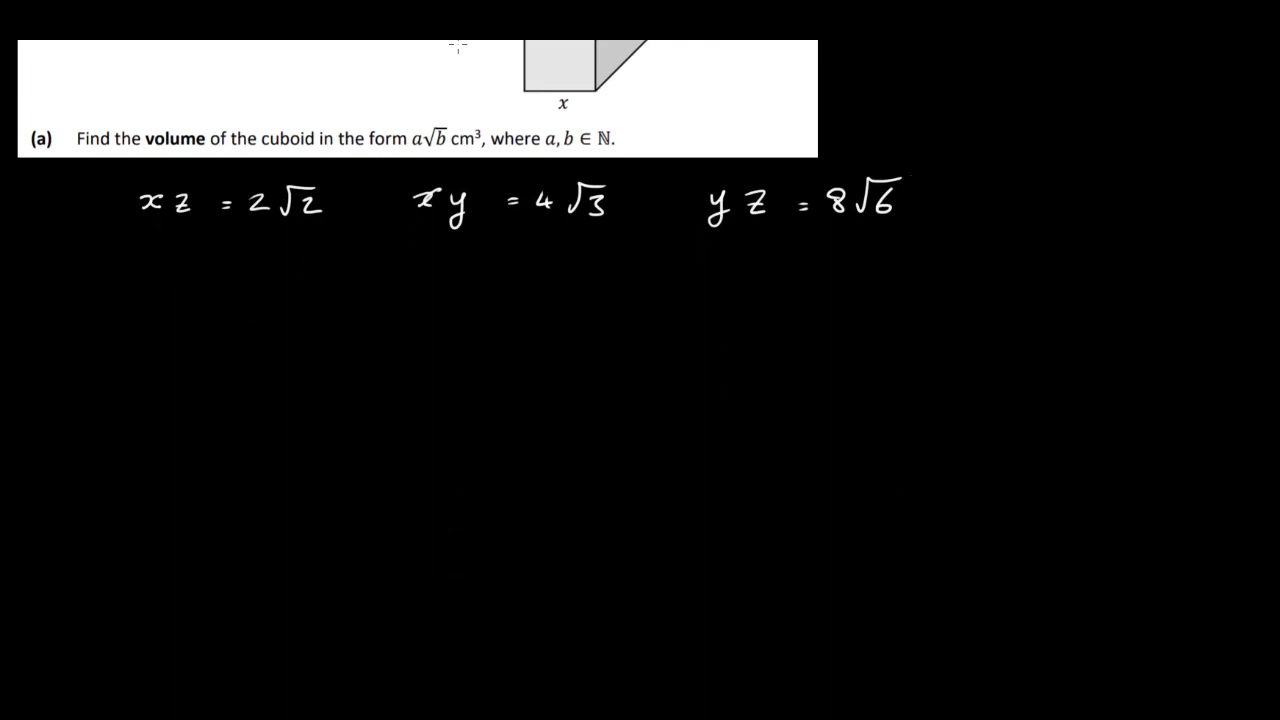 x
(a) Find the volume of the cuboid in the form a√b cm³, where a, b ∈ ℕ.
xz = 2√2 xy = 4√3 yz = 8√6